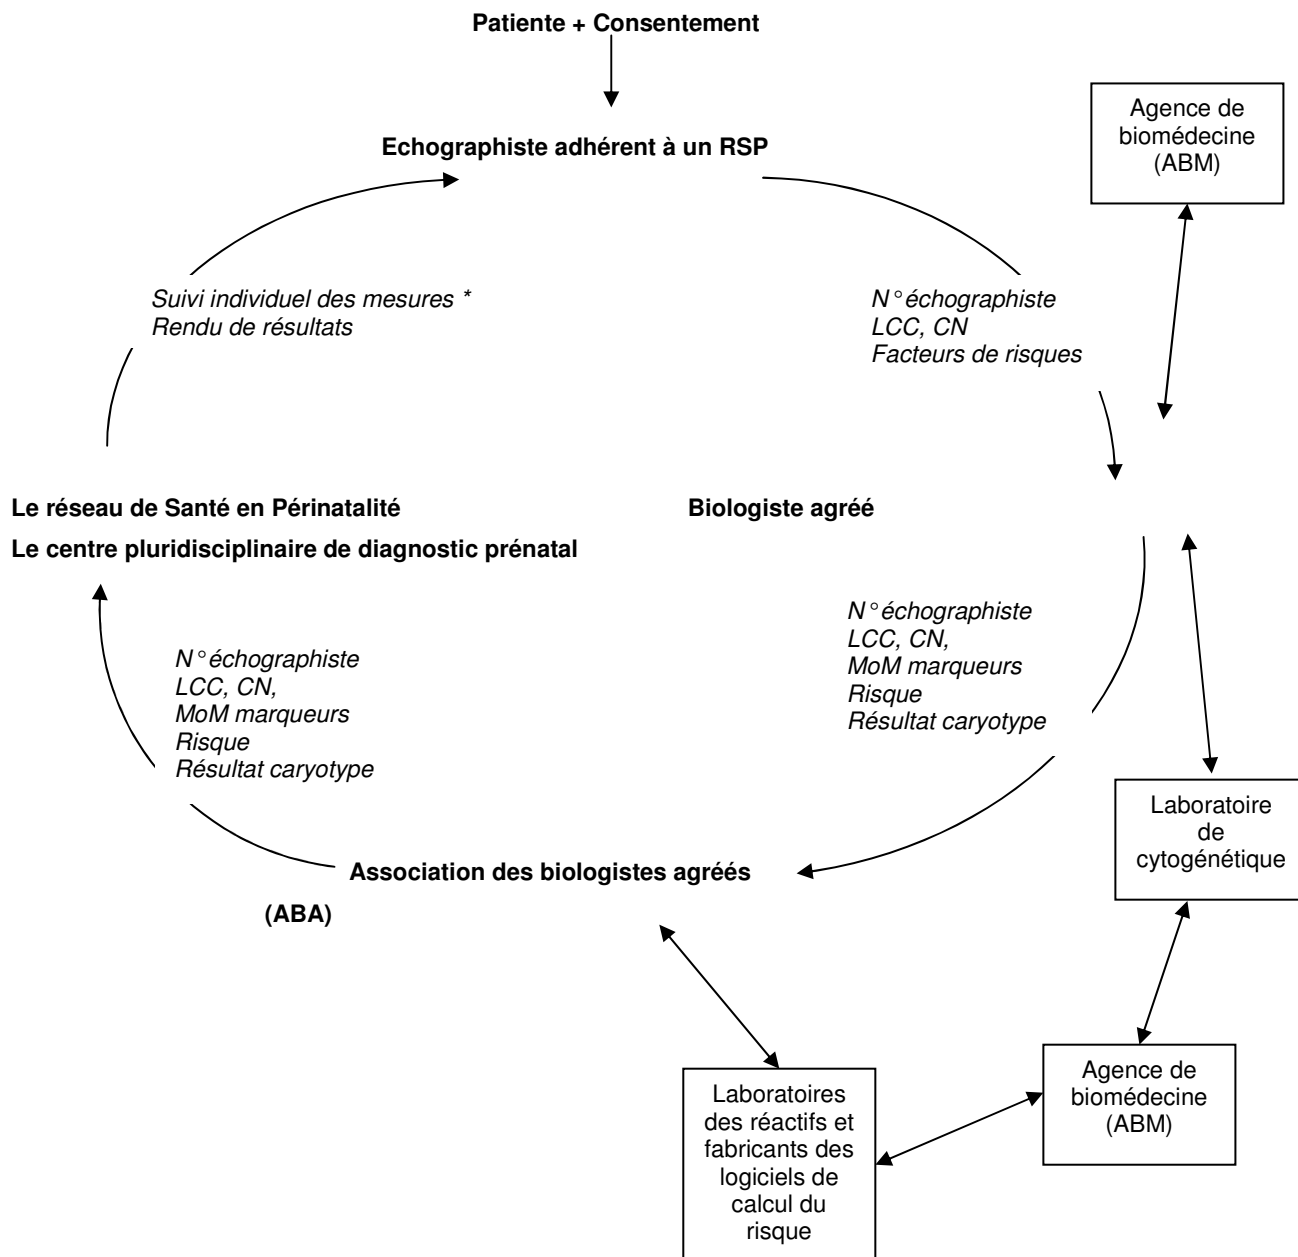 Patiente + Consentement
Agence de
biomédecine
(ABM)
Echographiste adhérent à un RSP
Suivi individuel des mesures *
Rendu de résultats
N° échographiste
LCC, CN
Facteurs de risques
Le réseau de Santé en Périnatalité
Biologiste agréé
Le centre pluridisciplinaire de diagnostic prénatal
N° échographiste
LCC, CN,
MoM marqueurs
Risque
Résultat caryotype
N° échographiste
LCC, CN,
MoM marqueurs
Risque
Résultat caryotype
Laboratoire
de
cytogénétique
Association des biologistes agréés
(ABA)
Agence de
biomédecine
(ABM)
Laboratoires
des réactifs et
fabricants des
logiciels de
calcul du
risque